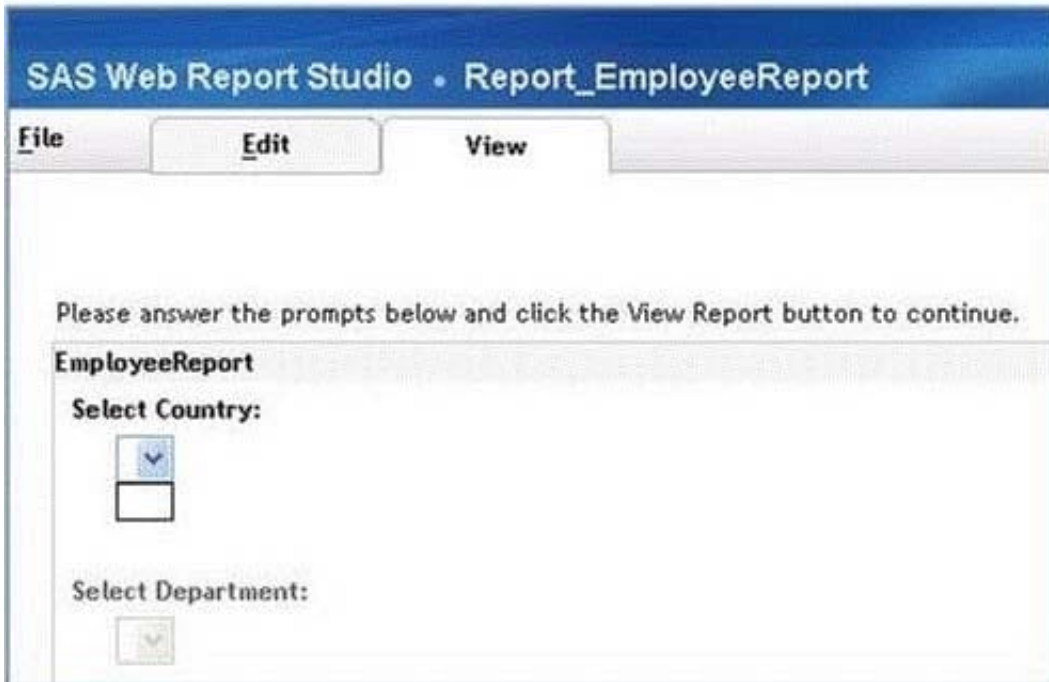 SAS Web Report Studio • Report_EmployeeReport
File Edit View
Please answer the prompts below and click the View Report button to continue.
EmployeeReport
Select Country:
Select Department: